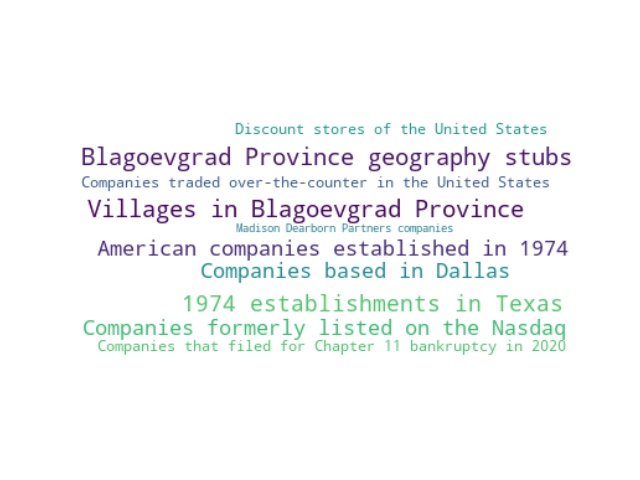 Discount stores of the United States
Blagoevgrad Province geography stubs
Companies traded over-the-counter in the United States
Villages in Blagoevgrad Province
Madison Dearborn Partners companies
American companies established in 1974
Companies based in Dallas
1974 establishments in Texas
Companies formerly listed on the Nasdaq
Companies that filed for Chapter 11 bankruptcy in 2020